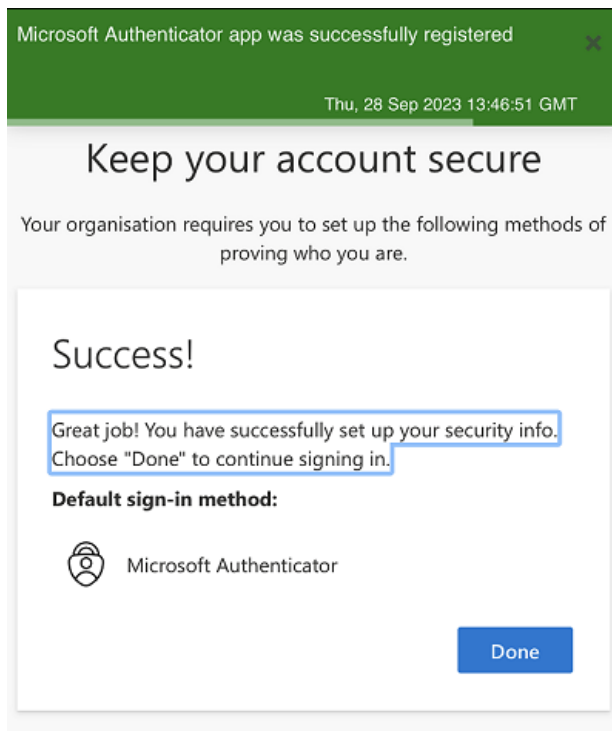 Microsoft Authenticator app was successfully registered
Thu, 28 Sep 2023 13:46:51 GMT
Keep your account secure
Your organisation requires you to set up the following methods of
proving who you are.
Success!
Great job! You have successfully set up your security info.
Choose "Done" to continue signing in.
Default sign-in method:
Microsoft Authenticator
Done